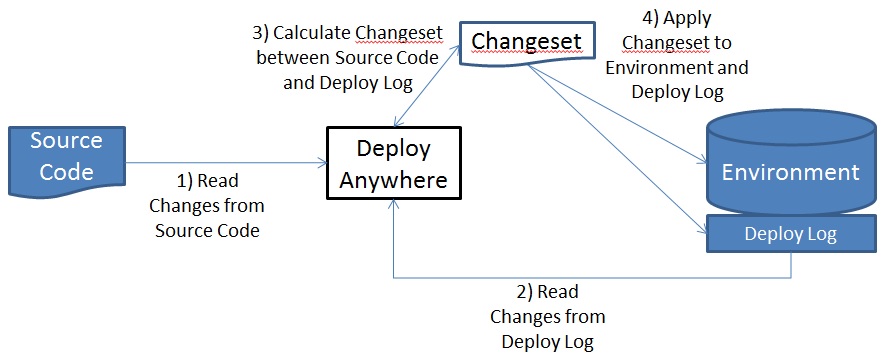 3) Calculate Changeset
between Source Code
and Deploy Log
Changeset
4) Apply
Changeset to
Environment and
Deploy Log
Source
Code
Deploy
Anywhere
1) Read
Changes from
Source Code
Environment
Deploy Log
2) Read
Changes from
Deploy Log